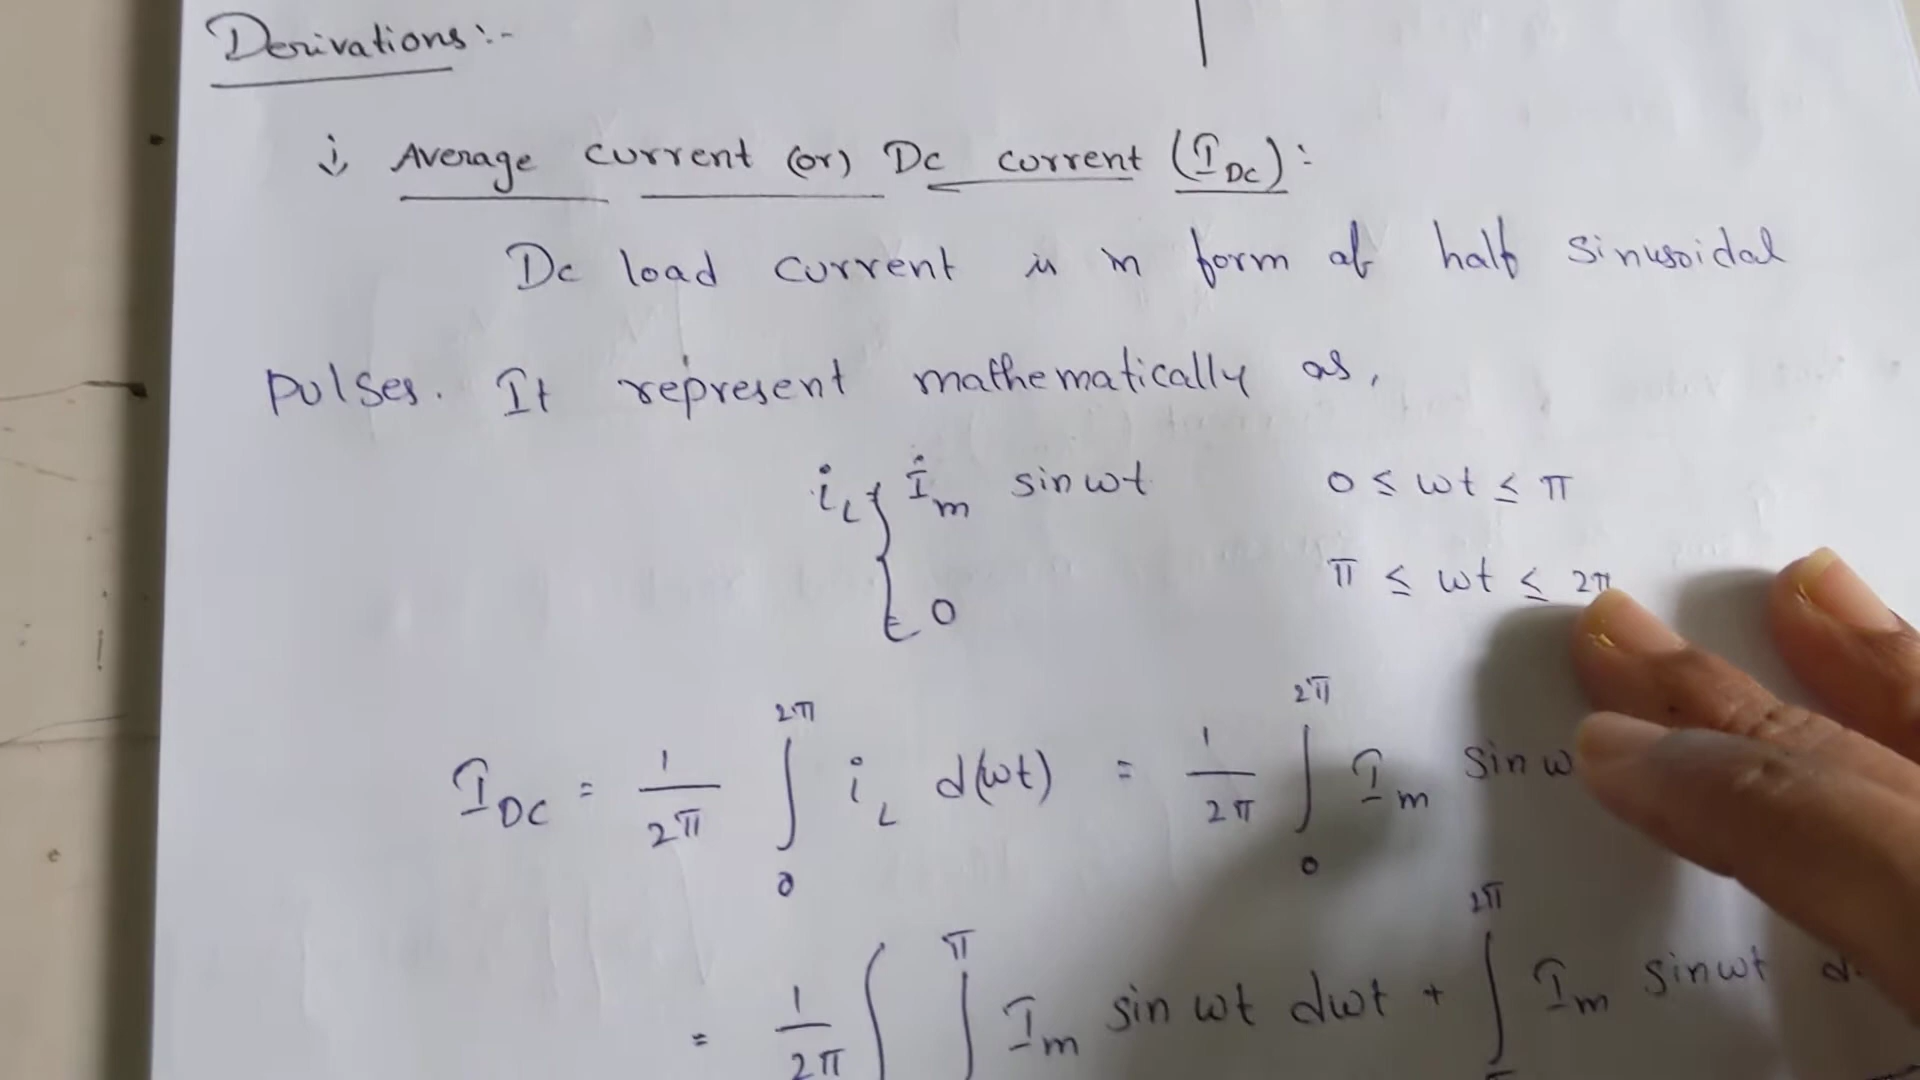 Derivations :-
i, Average current (or) Dc current (I_DC) :
Dc load current is in form of half sinusoidal
pulses. It represent mathematically as,
i_L { I_m sin ωt 0 ≤ ωt ≤ π
0 π ≤ ωt ≤ 2π
I_DC = 1/2π ∫_0^2π i_L d(ωt) = 1/2π ∫_0^2π I_m sin ω
= 1/2π ( ∫^π I_m sin ωt dωt + ∫^2π I_m sin ωt d